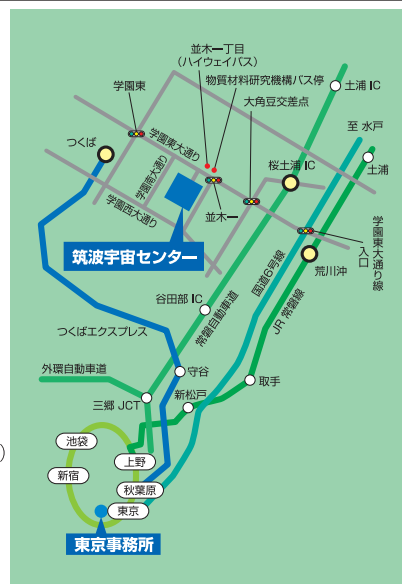 並木一丁目
(ハイウェイバス)
物質材料研究機構バス停
学園東
大角豆交差点
土浦 IC
至 水戸
土浦
つくば
学園東大通り
学園南大通り
学園西大通り
桜土浦 IC
並木一
筑波宇宙センター
学園東大通り線
入口
荒川沖
国道6号線
常磐自動車道
JR 常磐線
谷田部 IC
つくばエクスプレス
外環自動車道
守谷
取手
三郷 JCT
新松戸
池袋
上野
新宿
秋葉原
東京
東京事務所